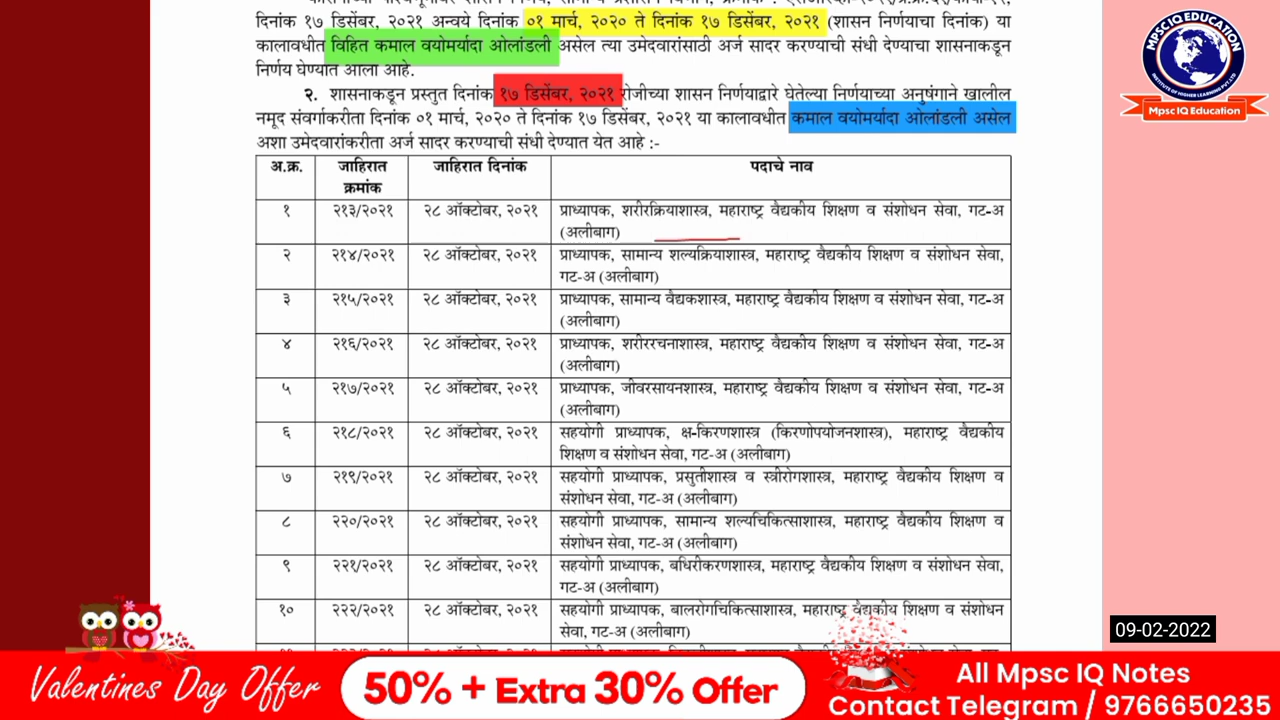 दिनांक १७ डिसेंबर, २०२१ अन्वये दिनांक ०१ मार्च, २०२० ते दिनांक १७ डिसेंबर, २०२१ (शासन निर्णयाचा दिनांक) या
कालावधीत विहित कमाल वयोमर्यादा ओलांडली असेल त्या उमेदवारांसाठी अर्ज सादर करण्याची संधी देण्याचा शासनाकडून
निर्णय घेण्यात आला आहे.
२. शासनाकडून प्रस्तुत दिनांक १७ डिसेंबर, २०२१ रोजीच्या शासन निर्णयाद्वारे घेतलेल्या निर्णयाच्या अनुषंगाने खालील
नमूद संवर्गाकरीता दिनांक ०१ मार्च, २०२० ते दिनांक १७ डिसेंबर, २०२१ या कालावधीत कमाल वयोमर्यादा ओलांडली असेल
अशा उमेदवारांकरीता अर्ज सादर करण्याची संधी देण्यात येत आहे :-
अ.क्र. जाहिरात क्रमांक जाहिरात दिनांक पदाचे नाव
१ २१३/२०२१ २८ ऑक्टोबर, २०२१ प्राध्यापक, शरीरक्रियाशास्त्र, महाराष्ट्र वैद्यकीय शिक्षण व संशोधन सेवा, गट-अ
(अलीबाग)
२ २१४/२०२१ २८ ऑक्टोबर, २०२१ प्राध्यापक, सामान्य शल्यक्रियाशास्त्र, महाराष्ट्र वैद्यकीय शिक्षण व संशोधन सेवा,
गट-अ (अलीबाग)
३ २१५/२०२१ २८ ऑक्टोबर, २०२१ प्राध्यापक, सामान्य वैद्यकशास्त्र, महाराष्ट्र वैद्यकीय शिक्षण व संशोधन सेवा, गट-अ
(अलीबाग)
४ २१६/२०२१ २८ ऑक्टोबर, २०२१ प्राध्यापक, शरीररचनाशास्त्र, महाराष्ट्र वैद्यकीय शिक्षण व संशोधन सेवा, गट-अ
(अलीबाग)
५ २१७/२०२१ २८ ऑक्टोबर, २०२१ प्राध्यापक, जीवरसायनशास्त्र, महाराष्ट्र वैद्यकीय शिक्षण व संशोधन सेवा, गट-अ
(अलीबाग)
६ २१८/२०२१ २८ ऑक्टोबर, २०२१ सहयोगी प्राध्यापक, क्ष-किरणशास्त्र (किरणोपयोजनशास्त्र), महाराष्ट्र वैद्यकीय
शिक्षण व संशोधन सेवा, गट-अ (अलीबाग)
७ २१९/२०२१ २८ ऑक्टोबर, २०२१ सहयोगी प्राध्यापक, प्रसुतीशास्त्र व स्त्रीरोगशास्त्र, महाराष्ट्र वैद्यकीय शिक्षण व
संशोधन सेवा, गट-अ (अलीबाग)
८ २२०/२०२१ २८ ऑक्टोबर, २०२१ सहयोगी प्राध्यापक, सामान्य शल्यचिकित्साशास्त्र, महाराष्ट्र वैद्यकीय शिक्षण व
संशोधन सेवा, गट-अ (अलीबाग)
९ २२१/२०२१ २८ ऑक्टोबर, २०२१ सहयोगी प्राध्यापक, बधिरीकरणशास्त्र, महाराष्ट्र वैद्यकीय शिक्षण व संशोधन सेवा,
गट-अ (अलीबाग)
१० २२२/२०२१ २८ ऑक्टोबर, २०२१ सहयोगी प्राध्यापक, बालरोगचिकित्साशास्त्र, महाराष्ट्र वैद्यकीय शिक्षण व संशोधन
सेवा, गट-अ (अलीबाग)
MPSC IQ EDUCATION
INSTITUTE OF HIGHER LEARNING PVT.LTD
Mpsc IQ Education
09-02-2022
Valentines Day Offer
50% + Extra 30% Offer
All Mpsc IQ Notes
Contact Telegram / 9766650235